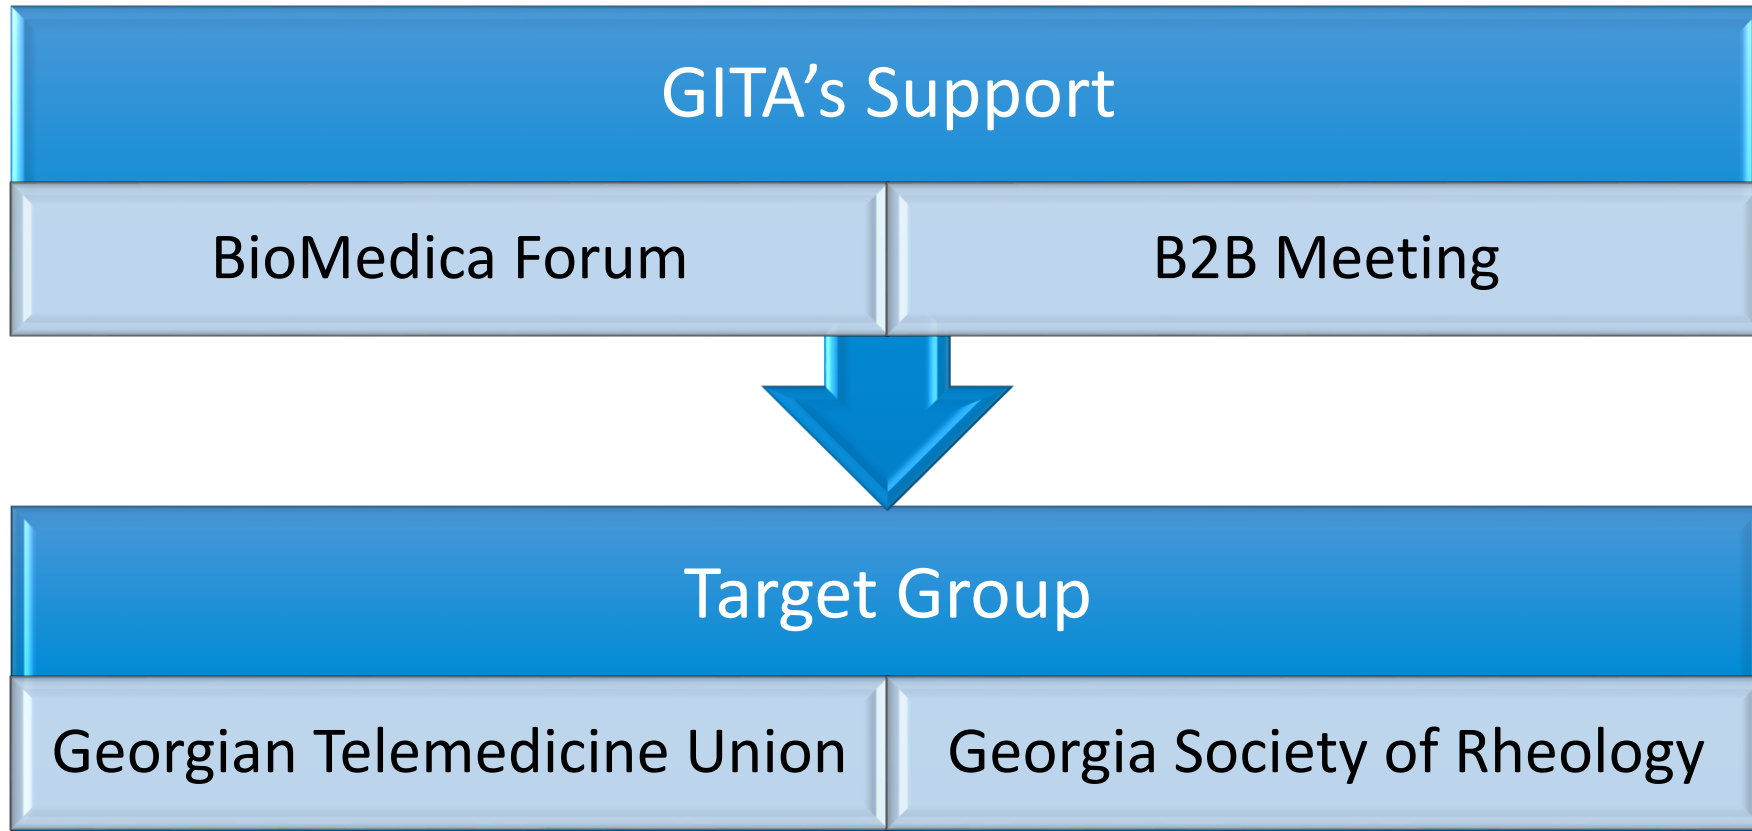 GITA’s Support
BioMedica Forum
B2B Meeting
Target Group
Georgian Telemedicine Union
Georgia Society of Rheology